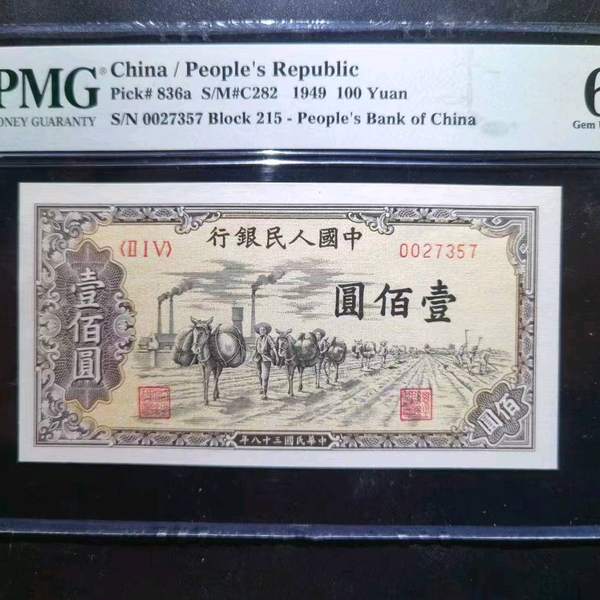 PMG
China / People's Republic
Pick# 836a S/M#C282 1949 100 Yuan
S/N 0027357 Block 215 - People's Bank of China
ONEY GUARANTY
6
Gem
行銀民人國中
〈ⅡⅠⅤ〉
0027357
圓佰壹
壹佰圓
佰圓
年八十三國民華中